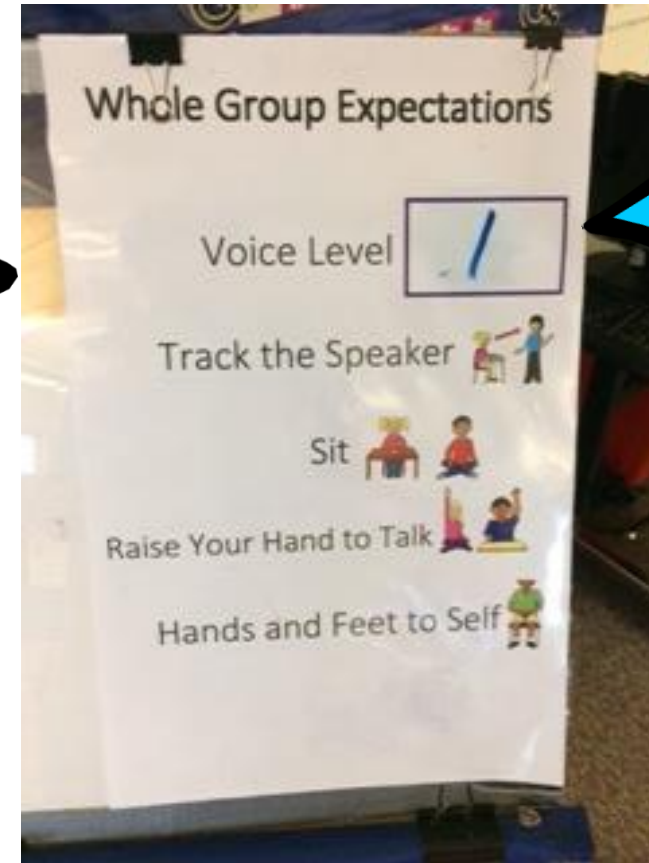 Whole Group Expectations
Voice Level 1
Track the Speaker
Sit
Raise Your Hand to Talk
Hands and Feet to Self